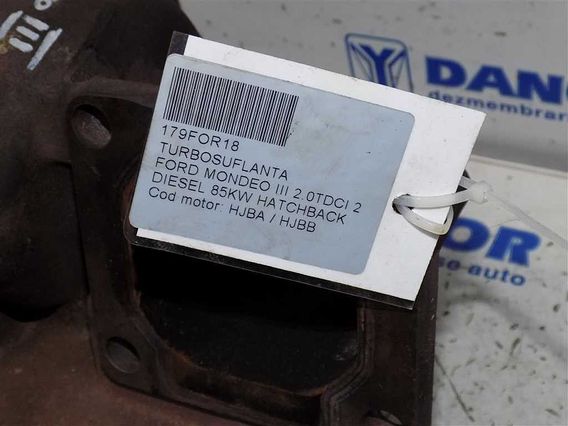 179FOR18
TURBOSUFLANTA
FORD MONDEO III 2.0TDCI 2
DIESEL 85KW HATCHBACK
Cod motor: HJBA / HJBB
DAN
dezmembrari
OR
se-auto